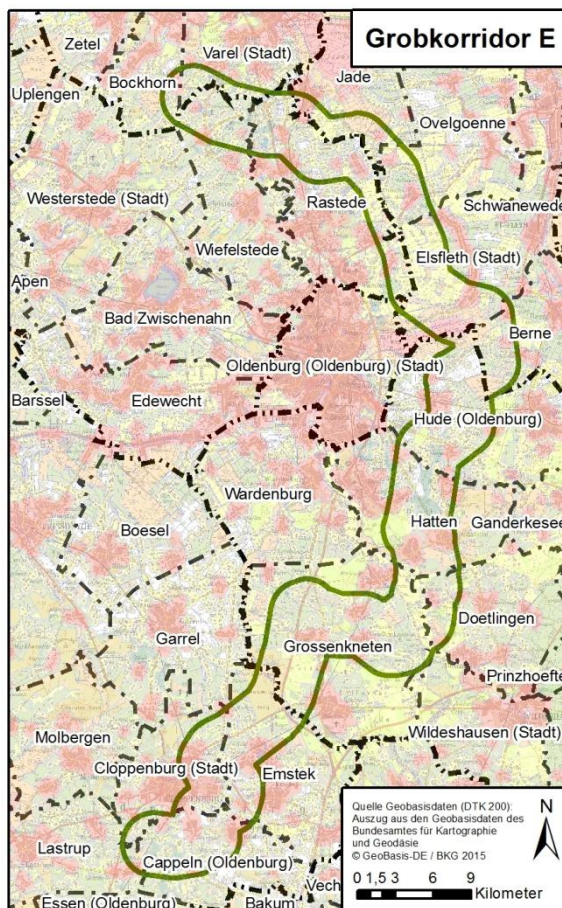 Grobkorridor E
Zetel
Varel (Stadt)
Bockhorn
Jade
Uplengen
Ovelgoenne
Westerstede (Stadt)
Rastede
Schwanewede
Wiefelstede
Elsfleth (Stadt)
Apen
Bad Zwischenahn
Berne
Oldenburg (Oldenburg) (Stadt)
Barssel
Edewecht
Hude (Oldenburg)
Wardenburg
Hatten
Ganderkesee
Boesel
Doetlingen
Garrel
Grossenkneten
Prinzhoefte
Molbergen
Wildeshausen (Stadt)
Cloppenburg (Stadt)
Emstek
Lastrup
Cappeln (Oldenburg)
Vech
Essen (Oldenburg)
Bakum
Quelle Geobasisdaten (DTK 200):
Auszug aus den Geobasisdaten des
Bundesamtes für Kartographie
und Geodäsie
© GeoBasis-DE / BKG 2015
N
0 1,5 3 6 9
Kilometer